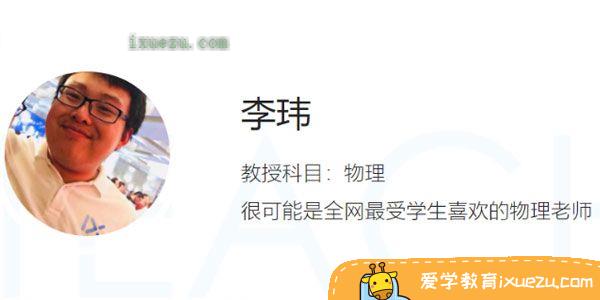 ixuezu.com
李玮
教授科目：物理
很可能是全网最受学生喜欢的物理老师
TEACH
爱学教育ixuezu.com